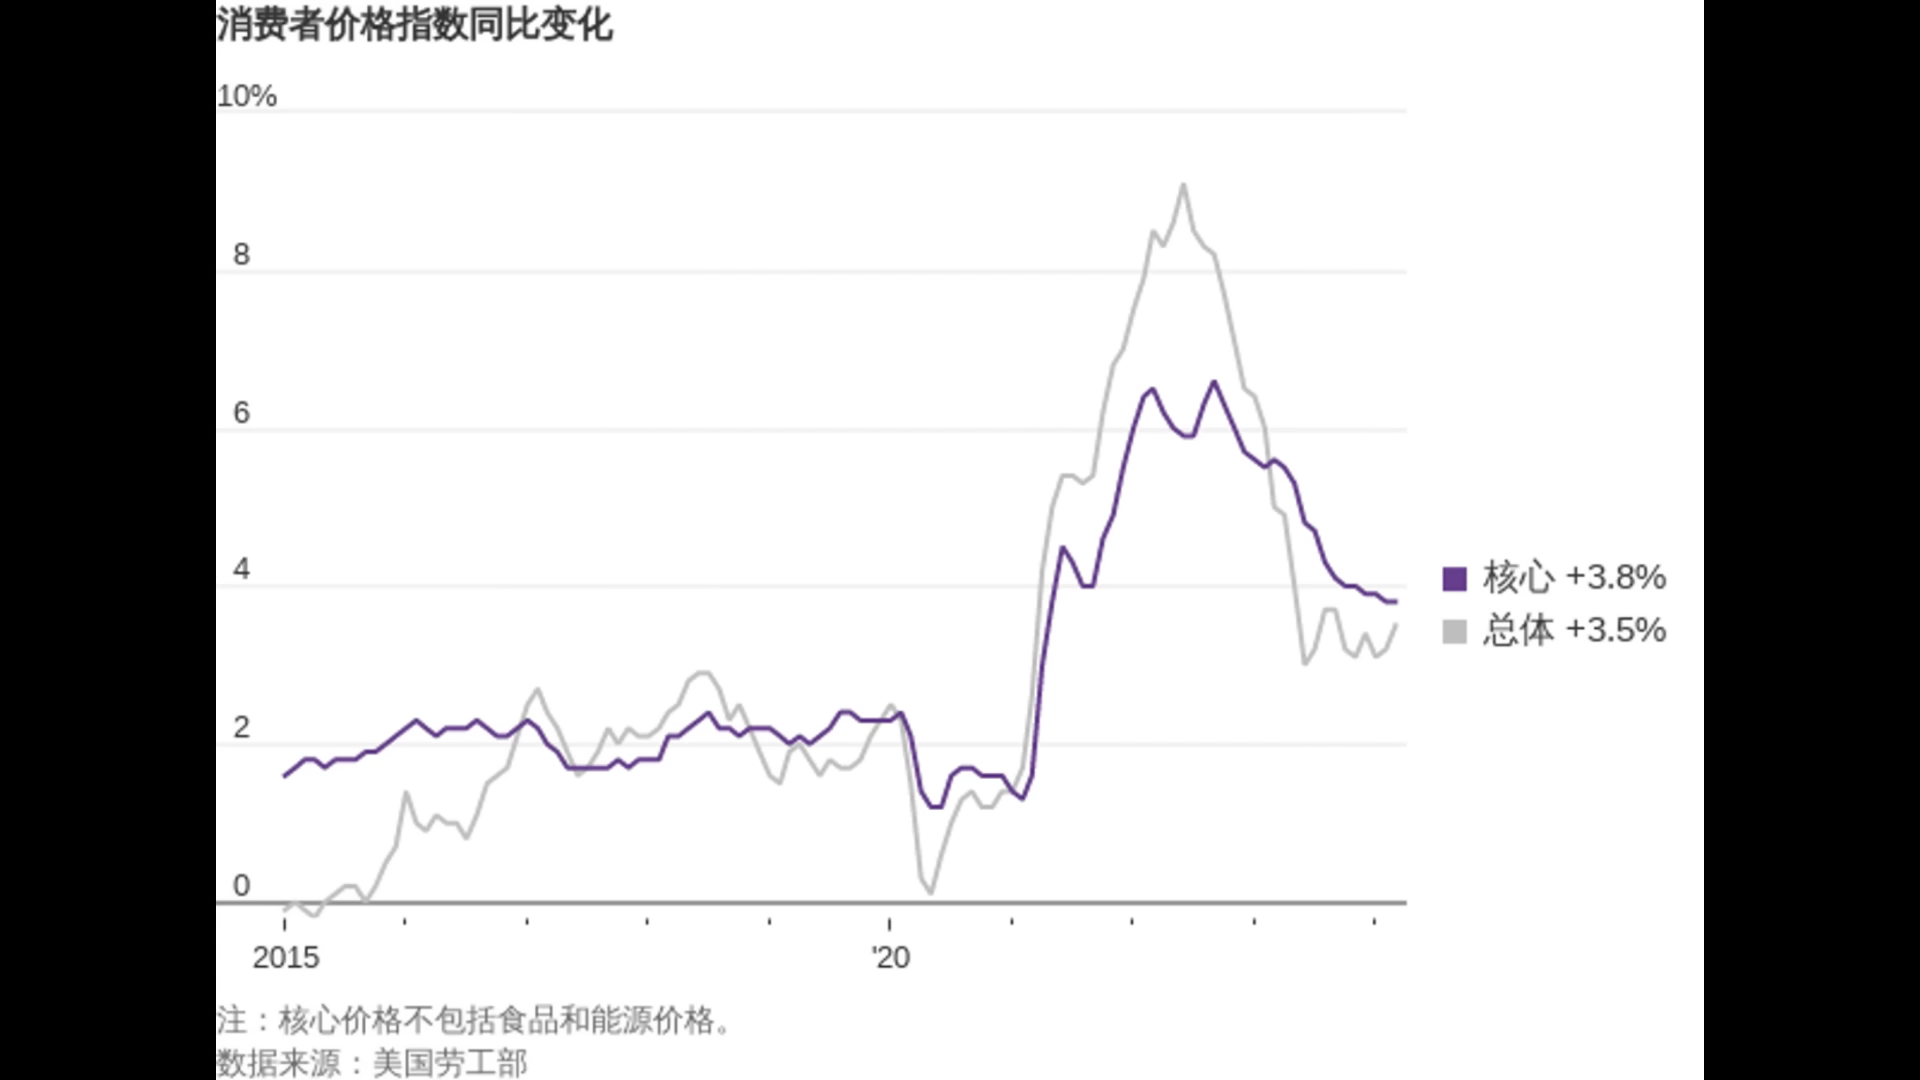 消费者价格指数同比变化
10%
8
6
4
2
0
2015
'20
核心 +3.8%
总体 +3.5%
注：核心价格不包括食品和能源价格。
数据来源：美国劳工部